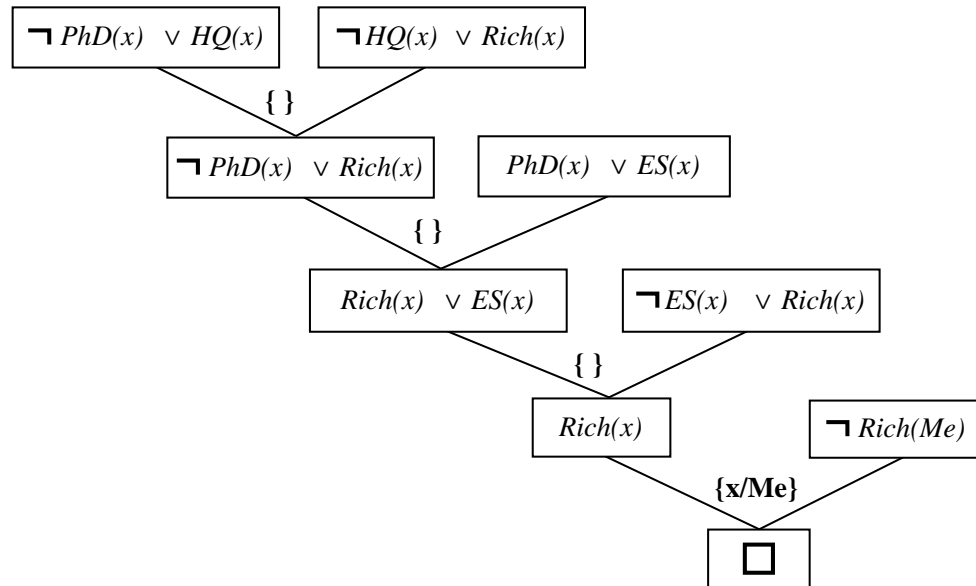 ¬ PhD(x) ∨ HQ(x) ¬ HQ(x) ∨ Rich(x)
{ }
¬ PhD(x) ∨ Rich(x) PhD(x) ∨ ES(x)
{ }
Rich(x) ∨ ES(x) ¬ ES(x) ∨ Rich(x)
{ }
Rich(x) ¬ Rich(Me)
{x/Me}
□